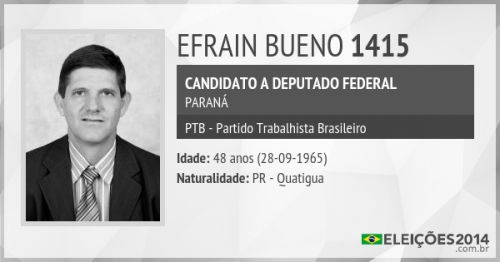 EFRAIN BUENO 1415
CANDIDATO A DEPUTADO FEDERAL
PARANÁ
PTB - Partido Trabalhista Brasileiro
Idade: 48 anos (28-09-1965)
Naturalidade: PR - Quatigua
ELEIÇÕES2014
.com.br